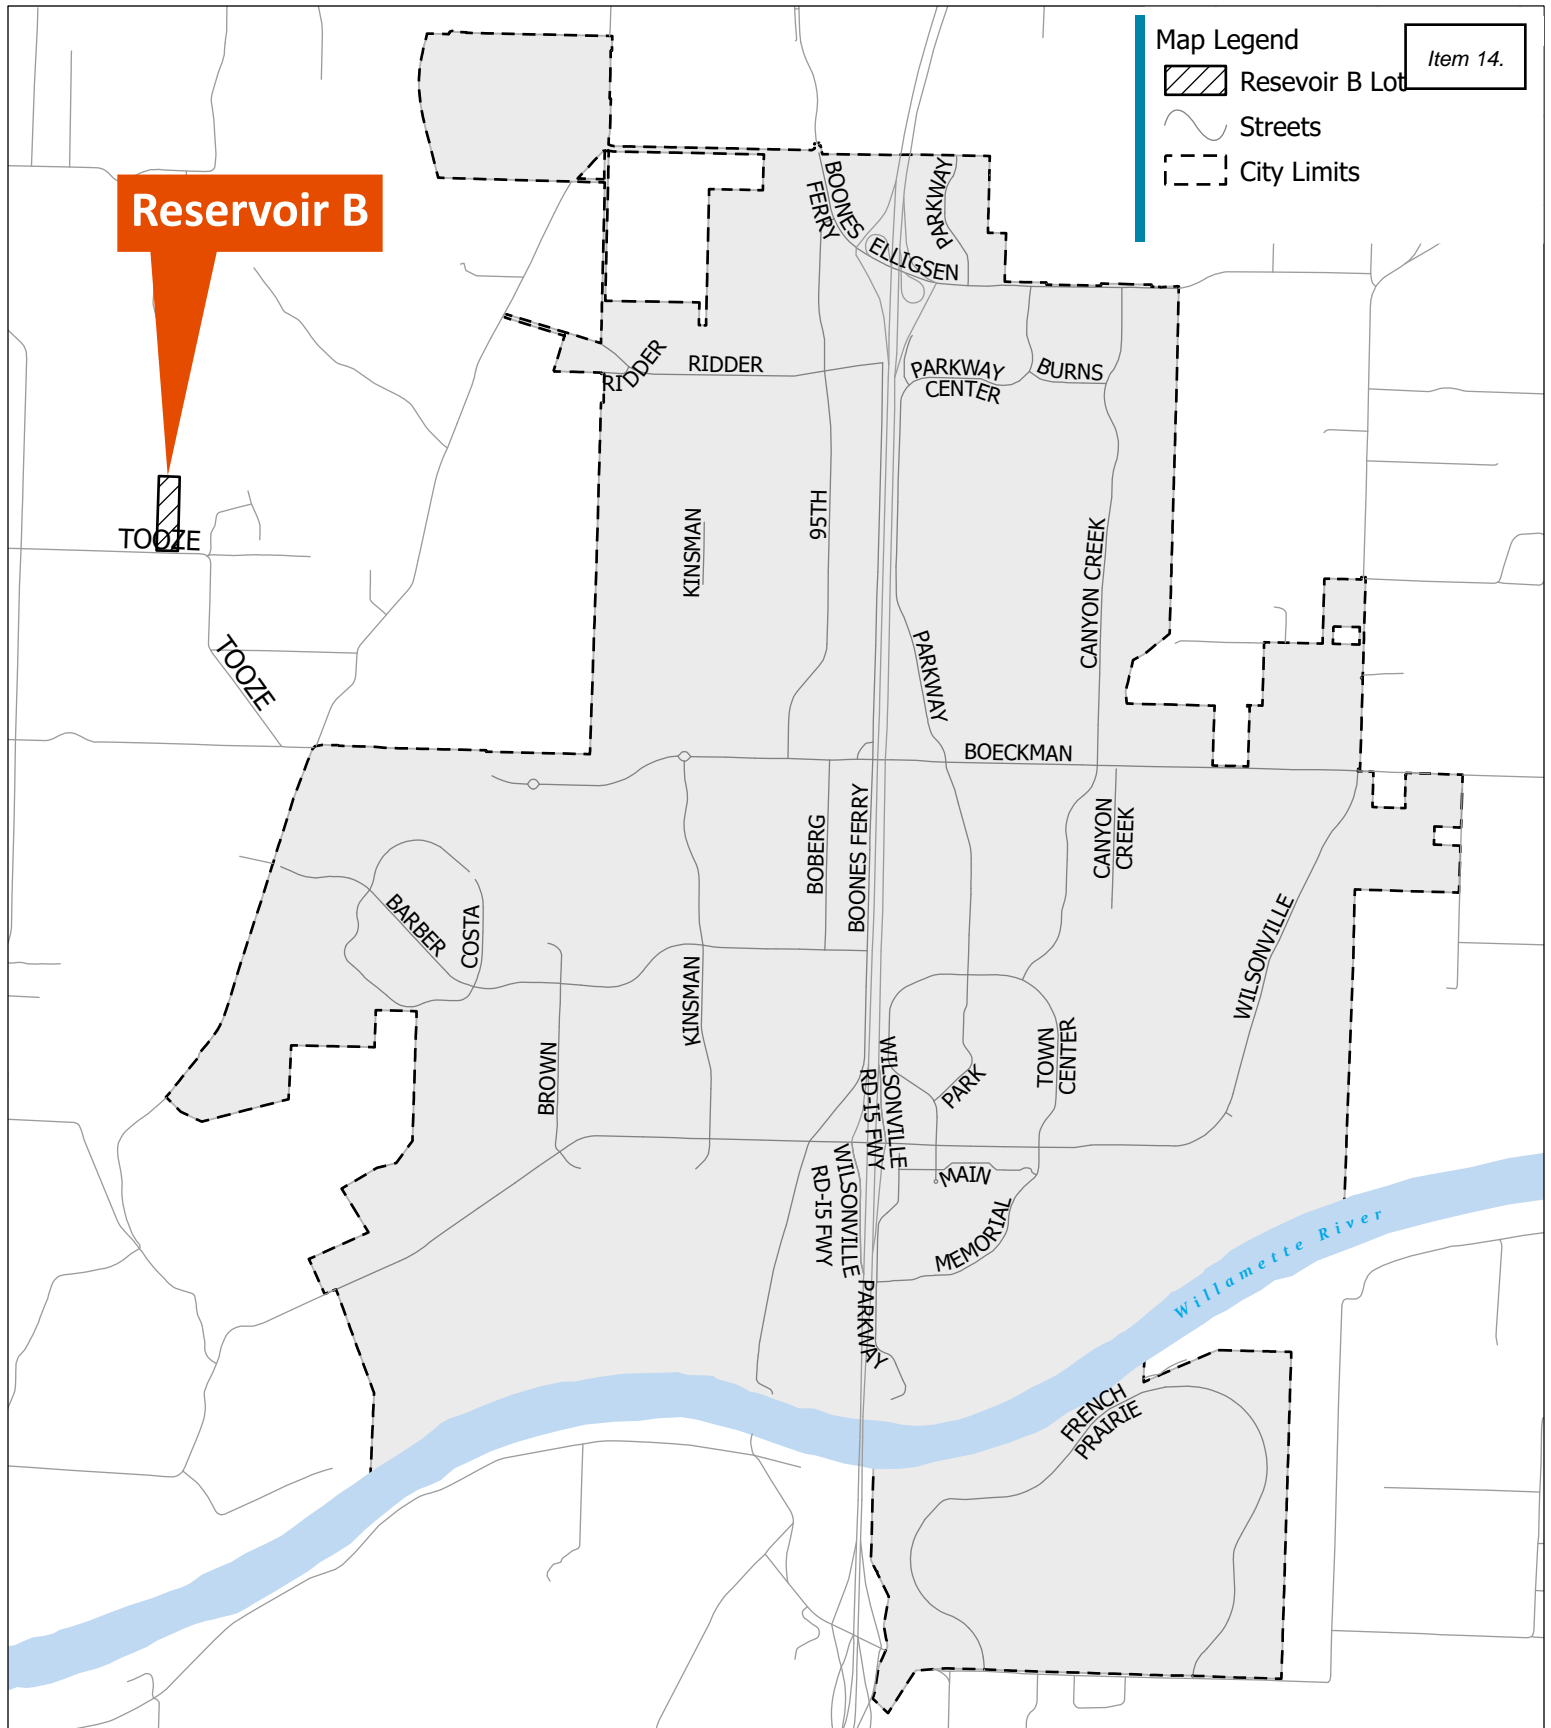 Map Legend
Item 14.
Resevoir B Lot
Streets
City Limits
Reservoir B
BOONES
FERRY
PARKWAY
ELLIGSEN
RIDDER
RIDDER
PARKWAY
CENTER
BURNS
TOOZE
KINSMAN
95TH
CANYON CREEK
TOOZE
PARKWAY
BOECKMAN
BOBERG
BOONES FERRY
CANYON
CREEK
BARBER
COSTA
WILSONVILLE
KINSMAN
BROWN
TOWN
CENTER
PARK
WILSONVILLE
RD-I5 FWY
WILSONVILLE
RD-I5 FWY
MAIN
MEMORIAL
PARKWAY
Willamette River
FRENCH
PRAIRIE